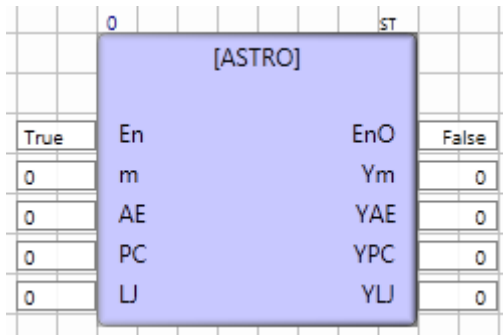 0 ST
[ASTRO]
True En EnO False
0 m Ym 0
0 AE YAE 0
0 PC YPC 0
0 LJ YLJ 0